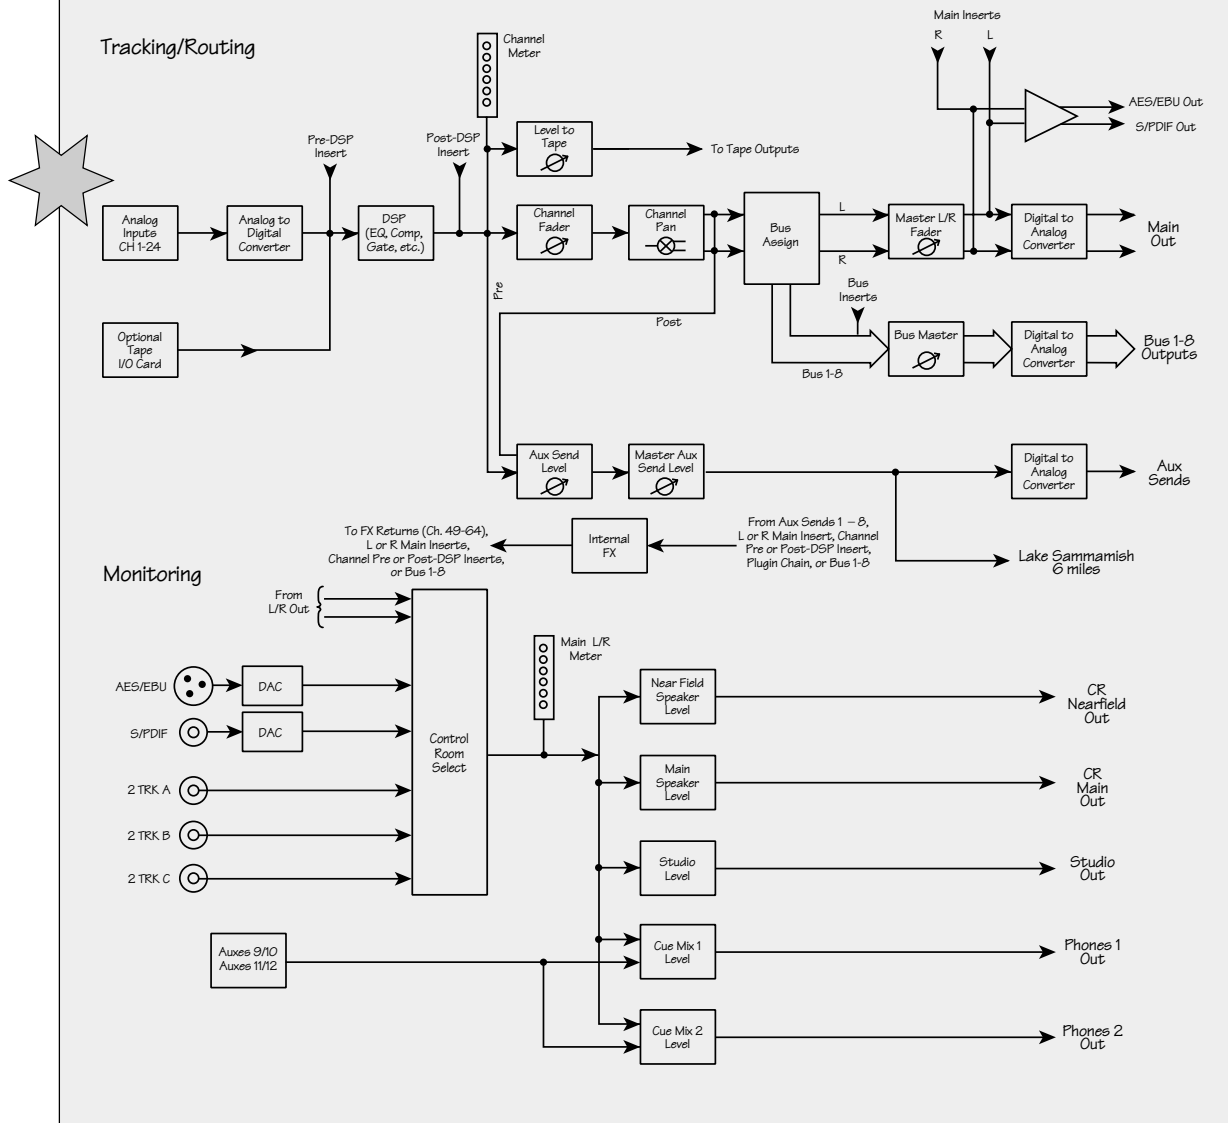 Tracking/Routing
Channel
Meter
Main Inserts
R
L
AES/EBU Out
S/PDIF Out
Pre-DSP
Insert
Post-DSP
Insert
Level to
Tape
To Tape Outputs
Analog
Inputs
CH 1-24
Analog to
Digital
Converter
DSP
(EQ, Comp,
Gate, etc.)
Channel
Fader
Channel
Pan
Bus
Assign
L
R
Master L/R
Fader
Digital to
Analog
Converter
Main
Out
Pre
Post
Bus
Inserts
Optional
Tape
I/O Card
Bus 1-8
Bus Master
Digital to
Analog
Converter
Bus 1-8
Outputs
Aux Send
Level
Master Aux
Send Level
Digital to
Analog
Converter
Aux
Sends
To FX Returns (Ch. 49-64),
L or R Main Inserts,
Channel Pre or Post-DSP Inserts,
or Bus 1-8
Internal
FX
From Aux Sends 1 – 8,
L or R Main Insert, Channel
Pre or Post-DSP Insert,
Plugin Chain, or Bus 1-8
Lake Sammamish
6 miles
Monitoring
From
L/R Out
Main L/R
Meter
AES/EBU
DAC
S/PDIF
DAC
2 TRK A
2 TRK B
2 TRK C
Control
Room
Select
Near Field
Speaker
Level
CR
Nearfield
Out
Main
Speaker
Level
CR
Main
Out
Studio
Level
Studio
Out
Auxes 9/10
Auxes 11/12
Cue Mix 1
Level
Phones 1
Out
Cue Mix 2
Level
Phones 2
Out